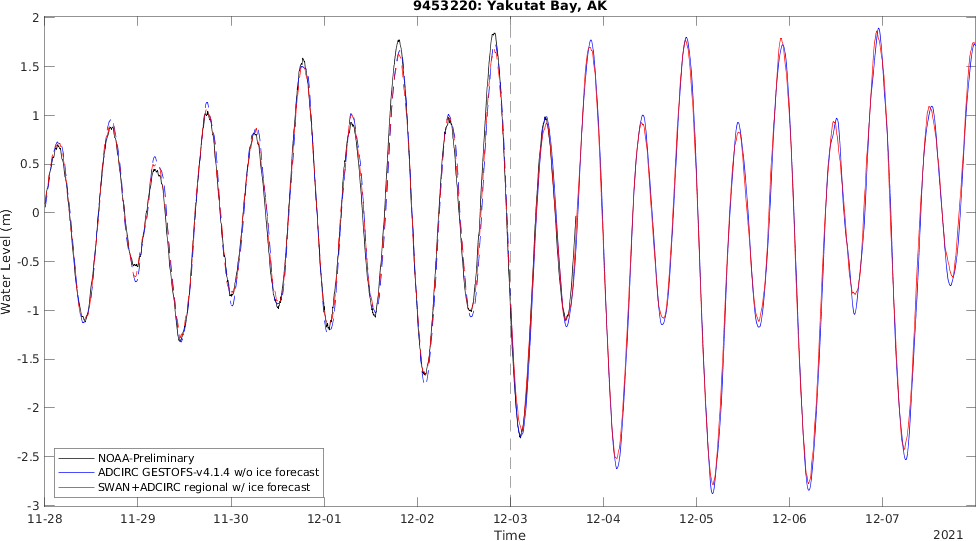 9453220: Yakutat Bay, AK
Water Level (m)
2
1.5
1
0.5
0
-0.5
-1
-1.5
-2
-2.5
-3
NOAA-Preliminary
ADCIRC GESTOFS-v4.1.4 w/o ice forecast
SWAN+ADCIRC regional w/ ice forecast
11-28 11-29 11-30 12-01 12-02 12-03 12-04 12-05 12-06 12-07
Time
2021